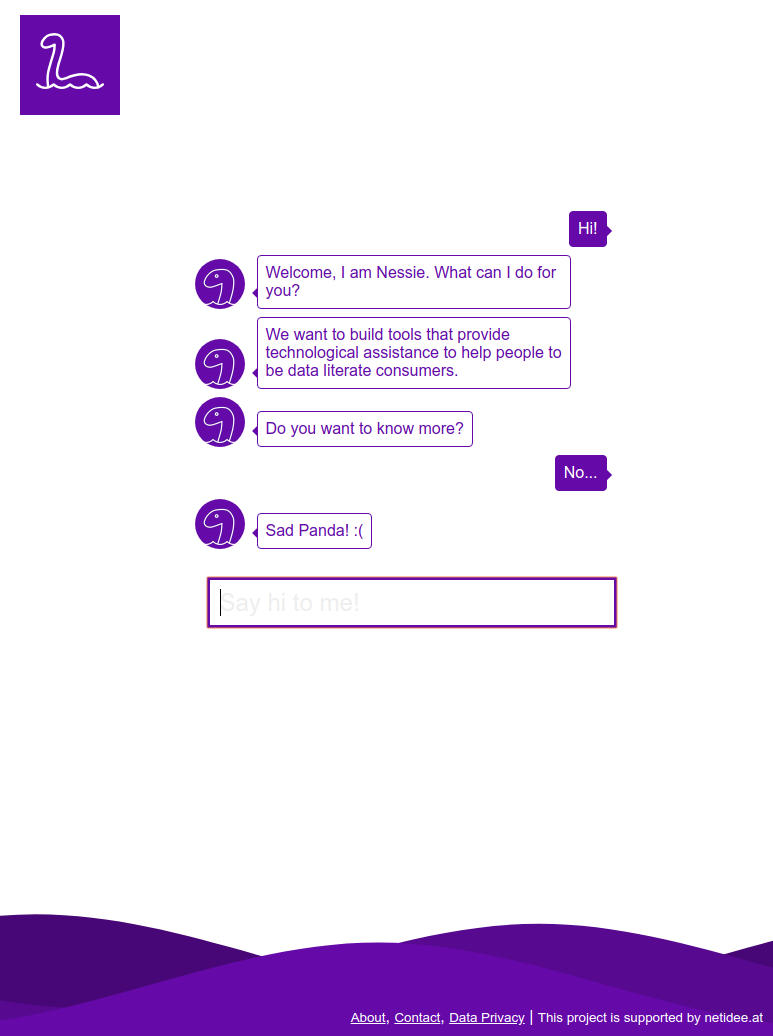 Hi!
Welcome, I am Nessie. What can I do for
you?
We want to build tools that provide
technological assistance to help people to
be data literate consumers.
Do you want to know more?
No...
Sad Panda! :(
Say hi to me!
About, Contact, Data Privacy | This project is supported by netidee.at